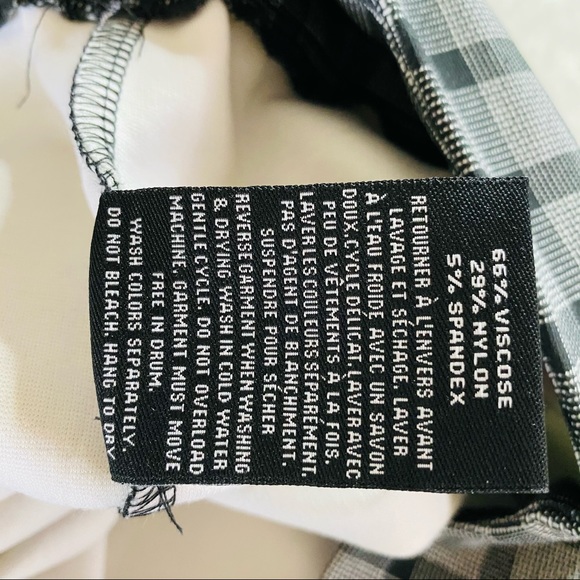 66% VISCOSE
29% NYLON
5% SPANDEX
RETOURNER À L'ENVERS AVANT
LAVAGE ET SÉCHAGE. LAVER
À L'EAU FROIDE AVEC UN SAVON
DOUX. CYCLE DÉLICAT. LAVER AVEC
PEU DE VÊTEMENTS À LA FOIS.
LAVER LES COULEURS SEPAREMENT.
PAS D'AGENT DE BLANCHIMENT.
SUSPENDRE POUR SÉCHER
REVERSE GARMENT WHEN WASHING
& DRYING. WASH IN COLD WATER
GENTLE CYCLE. DO NOT OVERLOAD
MACHINE, GARMENT MUST MOVE
FREE IN DRUM.
WASH COLORS SEPARATELY.
DO NOT BLEACH. HANG TO DRY.